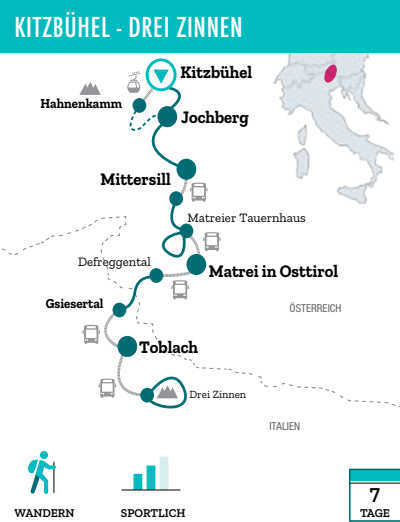 KITZBÜHEL - DREI ZINNEN
Kitzbühel
Hahnenkamm
Jochberg
Mittersill
Matreier Tauernhaus
Defreggental
Matrei in Osttirol
Gsiesertal
ÖSTERREICH
Toblach
Drei Zinnen
ITALIEN
WANDERN
SPORTLICH
7
TAGE